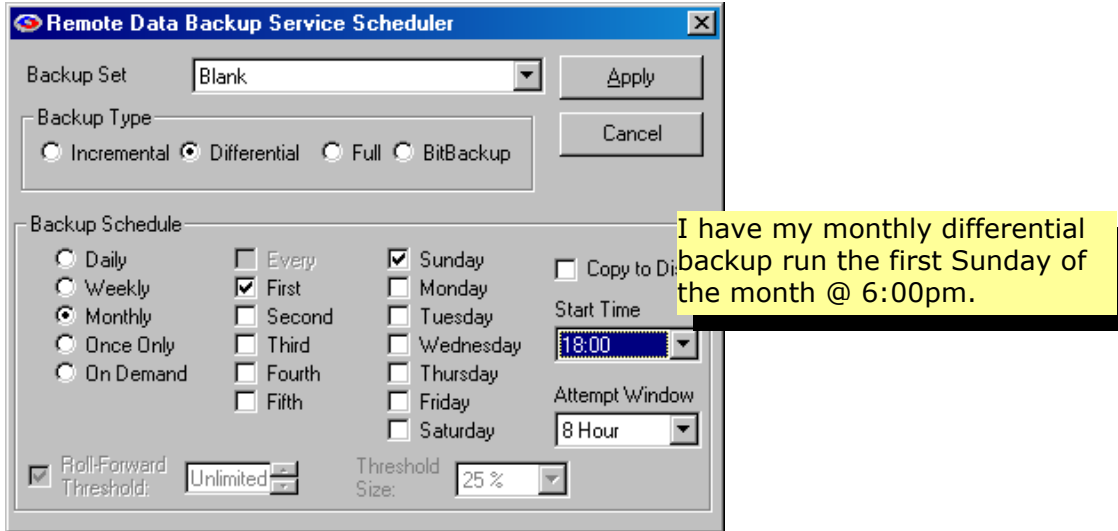 Remote Data Backup Service Scheduler
Backup Set
Blank
Apply
Cancel
Backup Type
Incremental Differential Full BitBackup
Backup Schedule
Daily
Weekly
Monthly
Once Only
On Demand
Every
First
Second
Third
Fourth
Fifth
Sunday
Monday
Tuesday
Wednesday
Thursday
Friday
Saturday
Copy to Di
Start Time
18:00
Attempt Window
8 Hour
Roll-Forward
Threshold:
Unlimited
Threshold
Size:
25 %
I have my monthly differential
backup run the first Sunday of
the month @ 6:00pm.